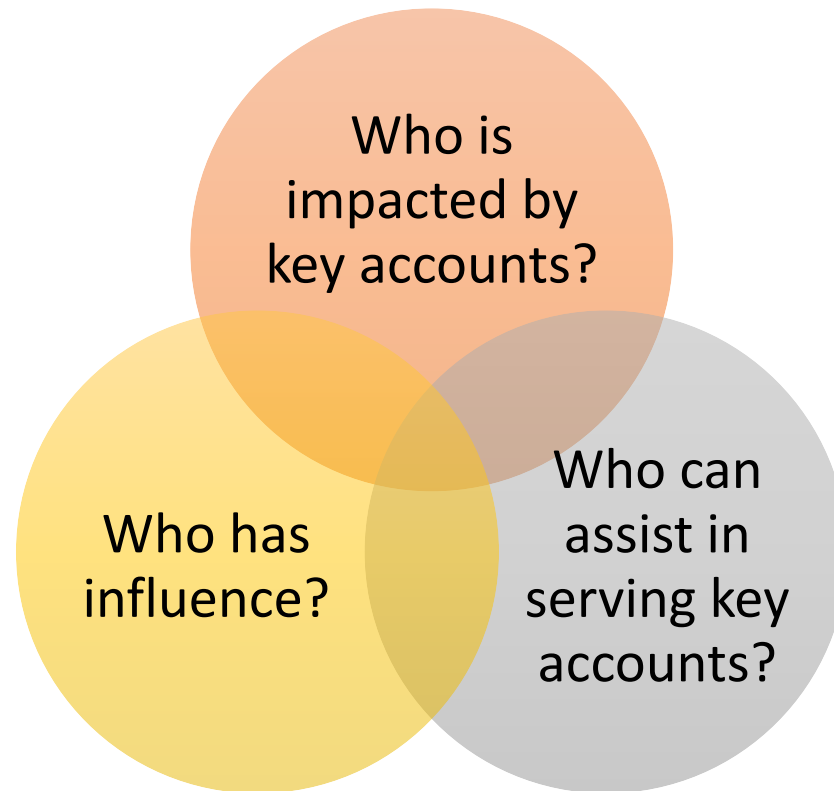 Who is
impacted by
key accounts?
Who has
influence?
Who can
assist in
serving key
accounts?